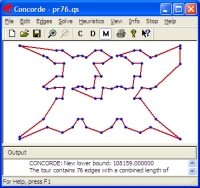 Concorde - pr76.qs
File Edit Edges Solve Heuristics View Info Stop Help
C D M
Output
CONCORDE: New lower bound: 108159.000000
The tour contains 76 edges with a combined length of
For Help, press F1